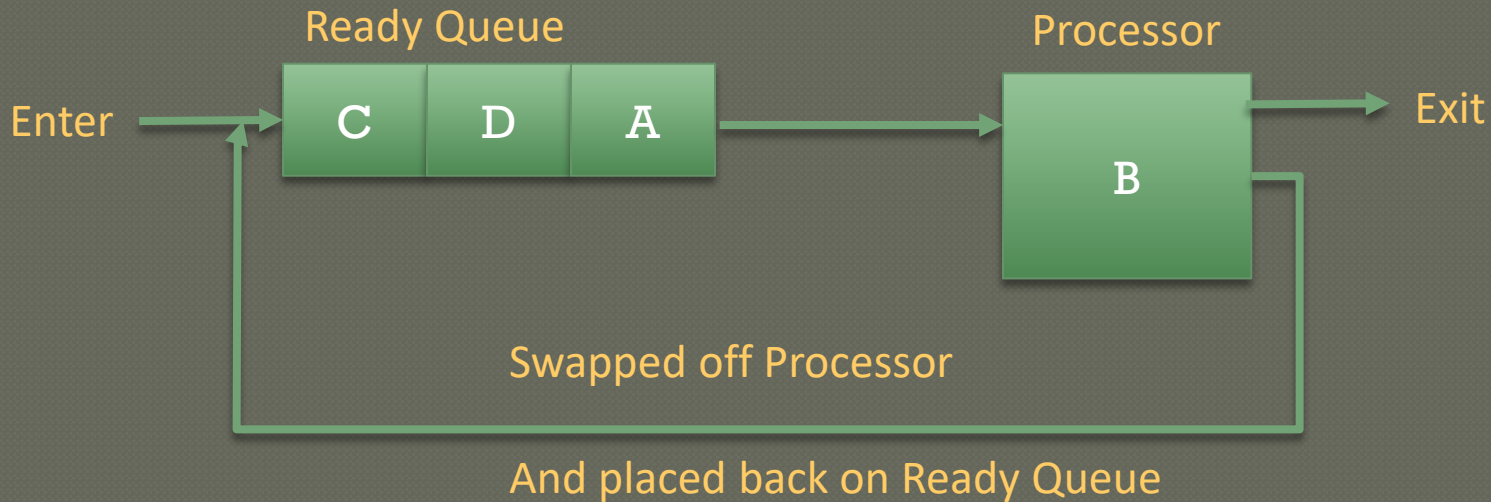 Ready Queue
Processor
Enter
C D A
B
Exit
Swapped off Processor
And placed back on Ready Queue